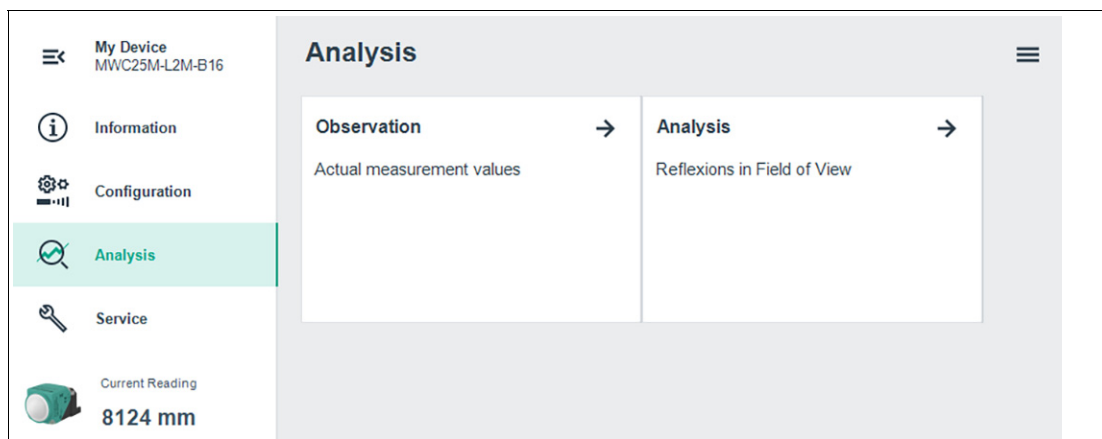 My Device
MWC25M-L2M-B16
Information
Configuration
Analysis
Service
Current Reading
8124 mm
Analysis
Observation
Actual measurement values
Analysis
Reflexions in Field of View